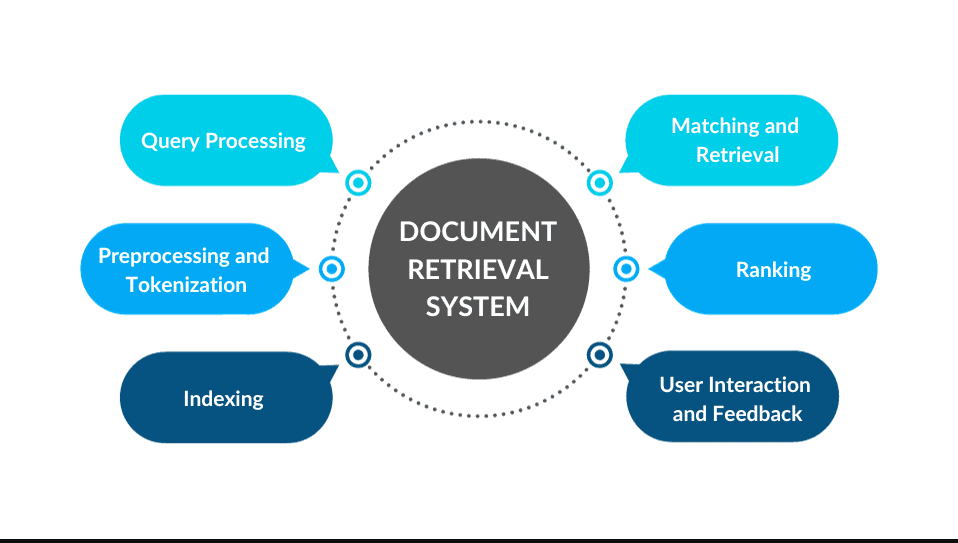 Query Processing
Preprocessing and
Tokenization
Indexing
DOCUMENT
RETRIEVAL
SYSTEM
Matching and
Retrieval
Ranking
User Interaction
and Feedback